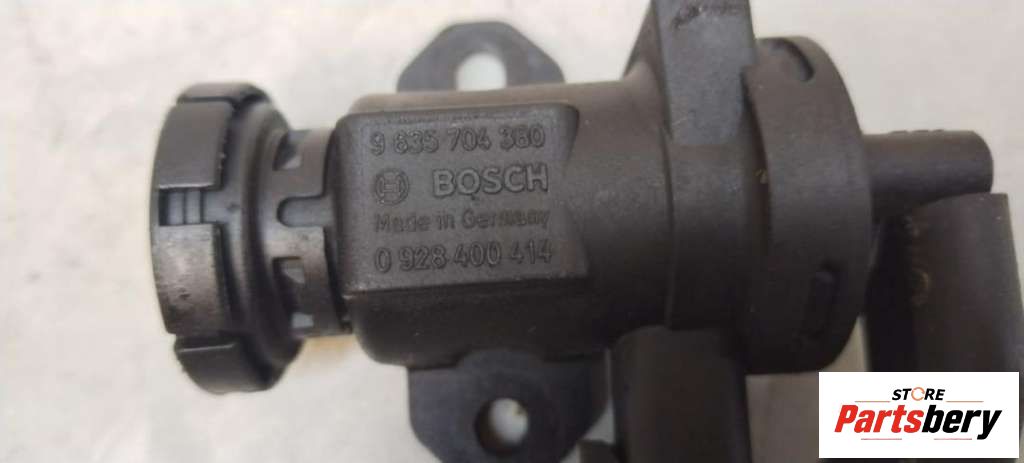 9 635 704 380
BOSCH
Made in Germany
0 928 400 414
STORE
Partsbery